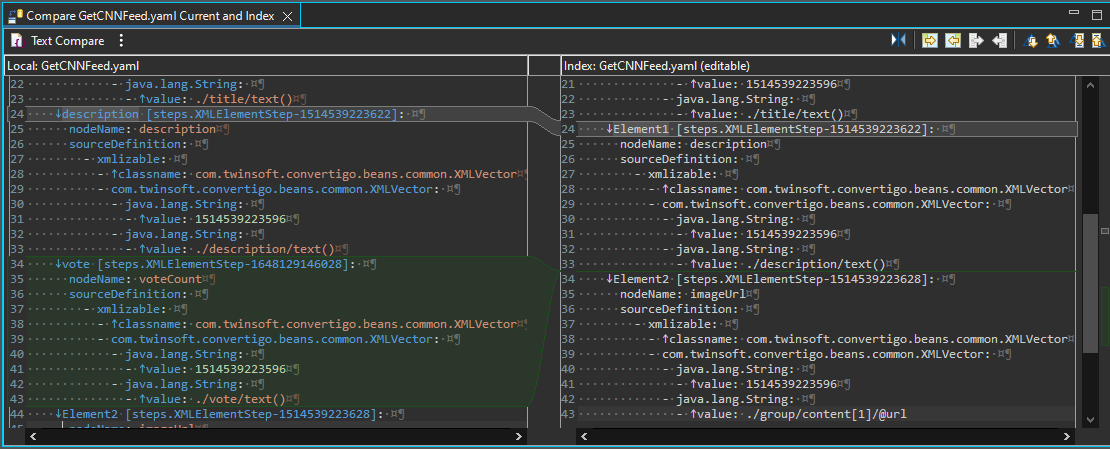 Compare GetCNNFeed.yaml Current and Index
Text Compare
Local: GetCNNFeed.yaml
22 - java.lang.String: ¤¶
23 - ↑value: ./title/text()¤¶
24 ↓description [steps.XMLElementStep-1514539223622]: ¤¶
25 nodeName: description¤¶
26 sourceDefinition: ¤¶
27 - xmlizable: ¤¶
28 - ↑classname: com.twinsoft.convertigo.beans.common.XMLVector¤¶
29 - com.twinsoft.convertigo.beans.common.XMLVector: ¤¶
30 - java.lang.String: ¤¶
31 - ↑value: 1514539223596¤¶
32 - java.lang.String: ¤¶
33 - ↑value: ./description/text()¤¶
34 ↓vote [steps.XMLElementStep-1648129146028]: ¤¶
35 nodeName: voteCount¤¶
36 sourceDefinition: ¤¶
37 - xmlizable: ¤¶
38 - ↑classname: com.twinsoft.convertigo.beans.common.XMLVector¤¶
39 - com.twinsoft.convertigo.beans.common.XMLVector: ¤¶
40 - java.lang.String: ¤¶
41 - ↑value: 1514539223596¤¶
42 - java.lang.String: ¤¶
43 - ↑value: ./vote/text()¤¶
44 ↓Element2 [steps.XMLElementStep-1514539223628]: ¤¶
Index: GetCNNFeed.yaml (editable)
21 - ↑value: 1514539223596¤¶
22 - java.lang.String: ¤¶
23 - ↑value: ./title/text()¤¶
24 ↓Element1 [steps.XMLElementStep-1514539223622]: ¤¶
25 nodeName: description¤¶
26 sourceDefinition: ¤¶
27 - xmlizable: ¤¶
28 - ↑classname: com.twinsoft.convertigo.beans.common.XMLVector¤
29 - com.twinsoft.convertigo.beans.common.XMLVector: ¤¶
30 - java.lang.String: ¤¶
31 - ↑value: 1514539223596¤¶
32 - java.lang.String: ¤¶
33 - ↑value: ./description/text()¤¶
34 ↓Element2 [steps.XMLElementStep-1514539223628]: ¤¶
35 nodeName: imageUrl¤¶
36 sourceDefinition: ¤¶
37 - xmlizable: ¤¶
38 - ↑classname: com.twinsoft.convertigo.beans.common.XMLVector¤
39 - com.twinsoft.convertigo.beans.common.XMLVector: ¤¶
40 - java.lang.String: ¤¶
41 - ↑value: 1514539223596¤¶
42 - java.lang.String: ¤¶
43 - ↑value: ./group/content[1]/@url